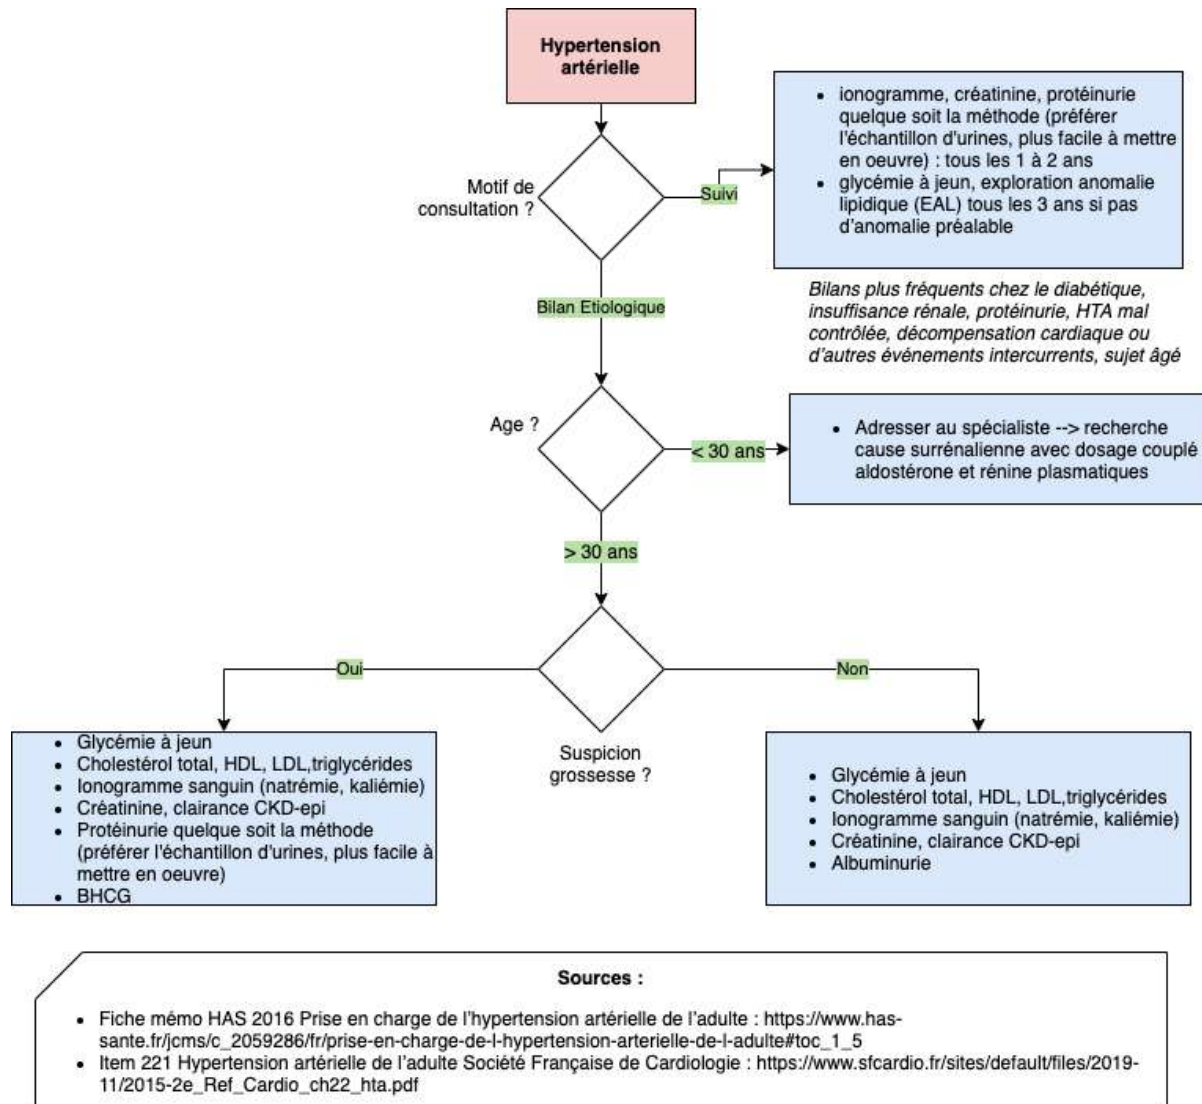 Hypertension
artérielle
• ionogramme, créatinine, protéinurie
quelque soit la méthode (préférer
l'échantillon d'urines, plus facile à mettre
en oeuvre) : tous les 1 à 2 ans
• glycémie à jeun, exploration anomalie
lipidique (EAL) tous les 3 ans si pas
d'anomalie préalable
Motif de
consultation ?
Suivi
Bilans plus fréquents chez le diabétique,
insuffisance rénale, protéinurie, HTA mal
contrôlée, décompensation cardiaque ou
d'autres événements intercurrents, sujet âgé
Bilan Etiologique
Age ?
< 30 ans
• Adresser au spécialiste --> recherche
cause surrénalienne avec dosage couplé
aldostérone et rénine plasmatiques
> 30 ans
Oui
Non
Suspicion
grossesse ?
• Glycémie à jeun
• Cholestérol total, HDL, LDL,triglycérides
• Ionogramme sanguin (natrémie, kaliémie)
• Créatinine, clairance CKD-epi
• Protéinurie quelque soit la méthode
(préférer l'échantillon d'urines, plus facile à
mettre en oeuvre)
• BHCG
• Glycémie à jeun
• Cholestérol total, HDL, LDL,triglycérides
• Ionogramme sanguin (natrémie, kaliémie)
• Créatinine, clairance CKD-epi
• Albuminurie
Sources :
• Fiche mémo HAS 2016 Prise en charge de l'hypertension artérielle de l'adulte : https://www.has-
sante.fr/jcms/c_2059286/fr/prise-en-charge-de-l-hypertension-arterielle-de-l-adulte#toc_1_5
• Item 221 Hypertension artérielle de l'adulte Société Française de Cardiologie : https://www.sfcardio.fr/sites/default/files/2019-
11/2015-2e_Ref_Cardio_ch22_hta.pdf